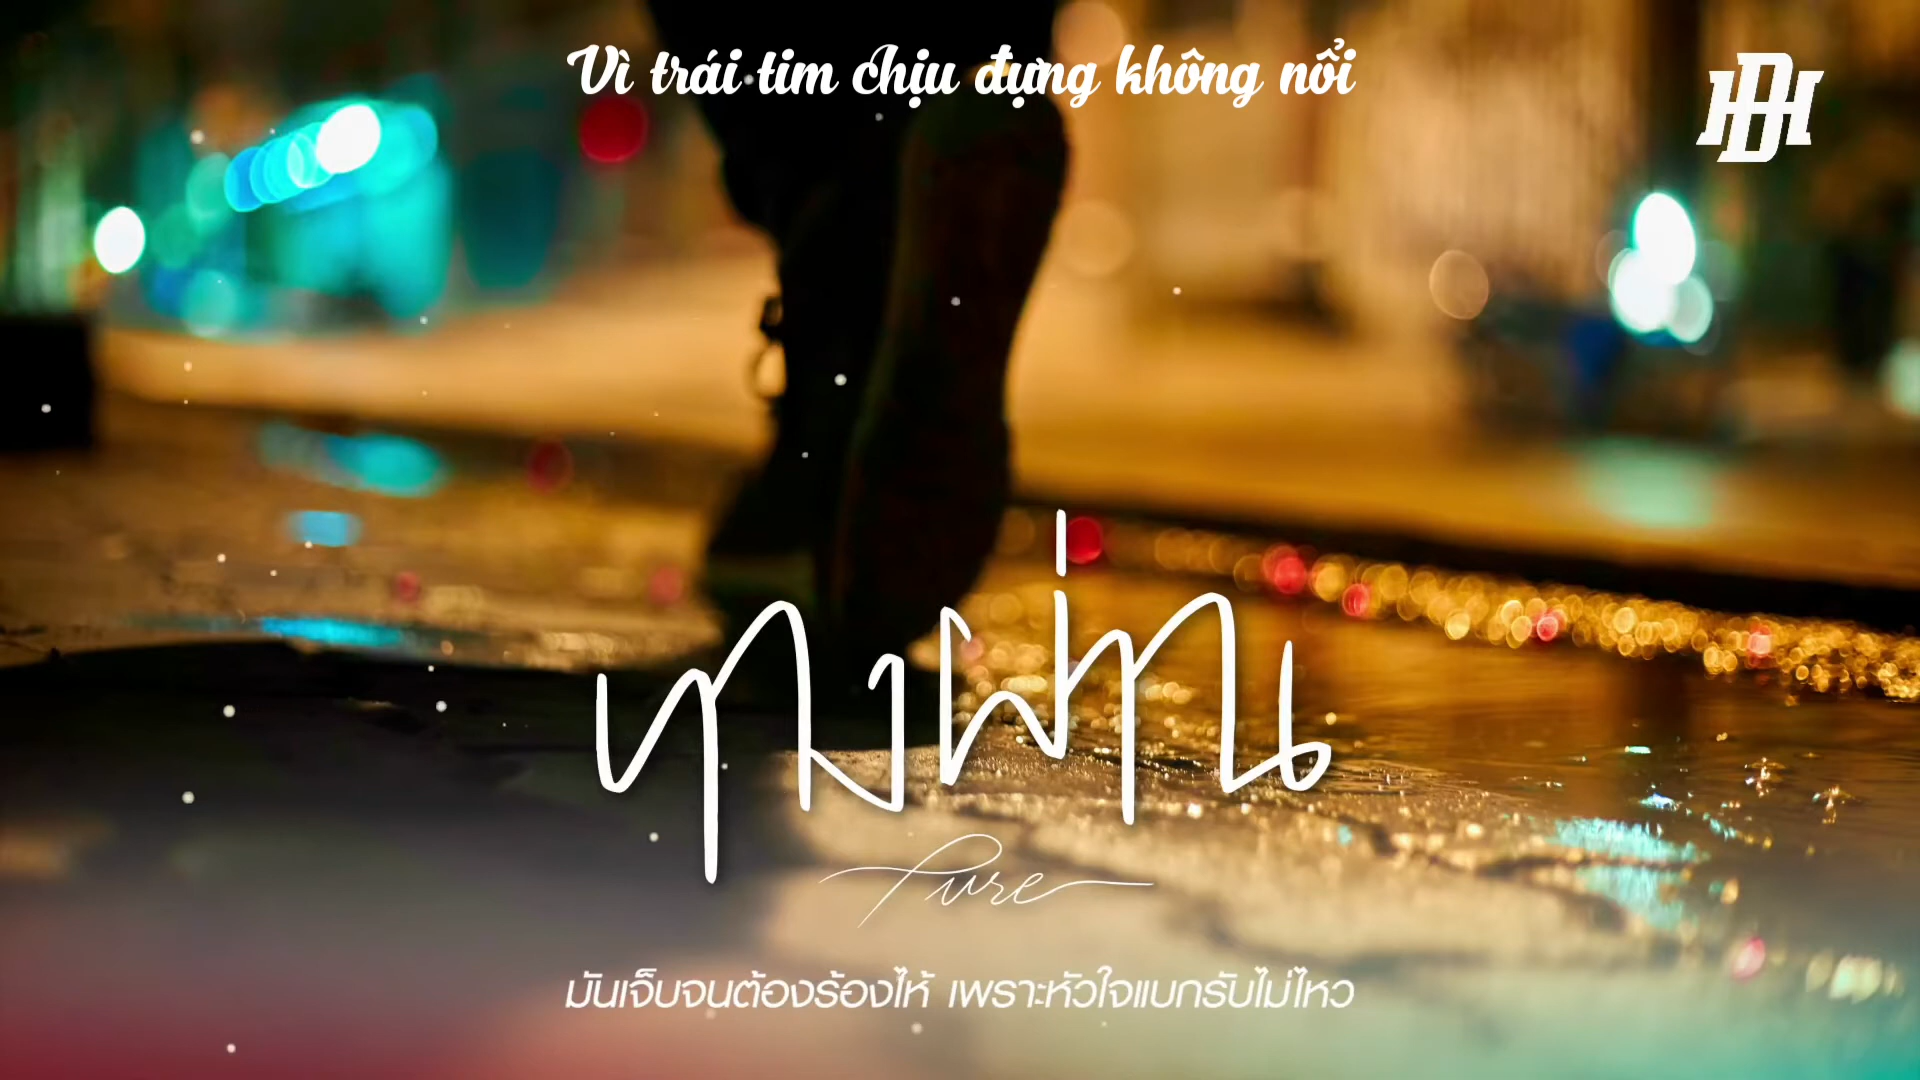 Vì trái tim chịu đựng không nổi
HD
ทางผ่าน
Pure
มันเจ็บจนต้องร้องไห้ เพราะหัวใจแบกรับไม่ไหว